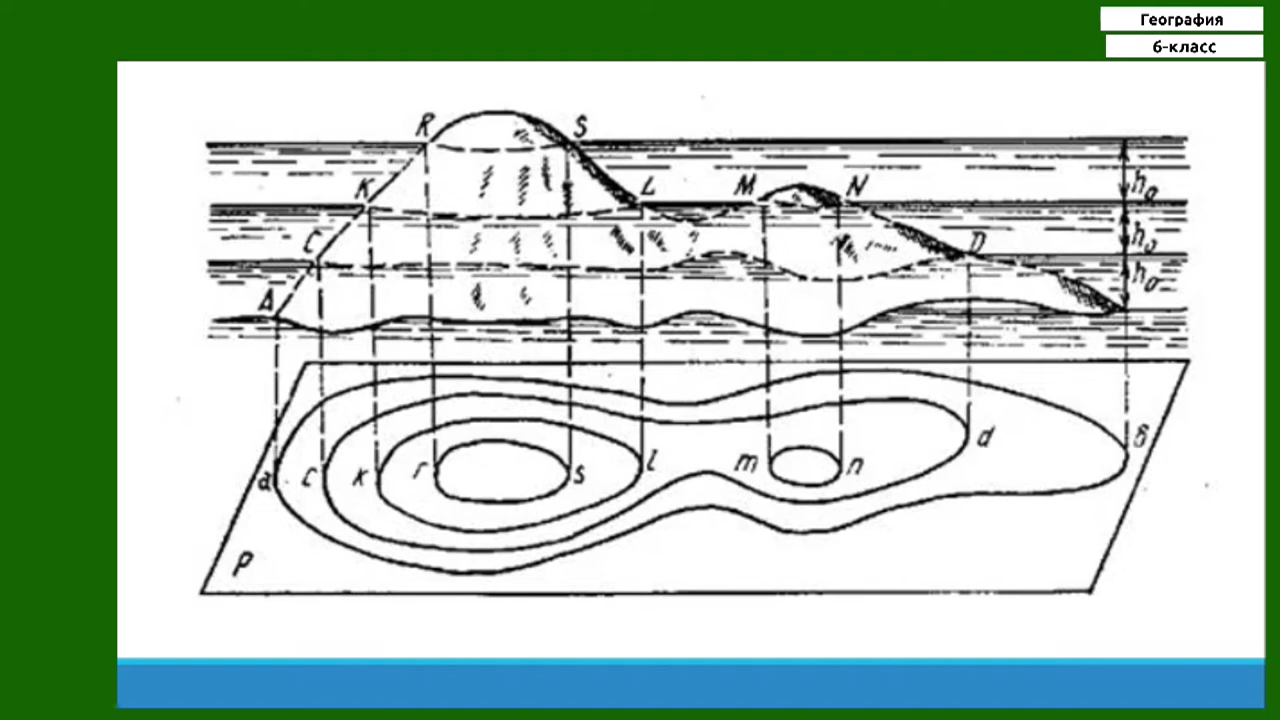 География
6-класс
R S
K L M N
h₀
C D
h₀
h₀
A
a c k r s l m n d в
P